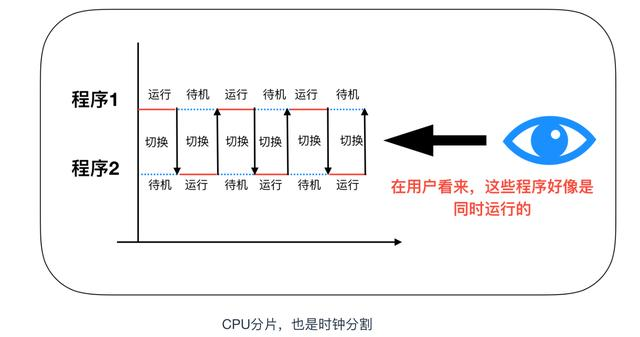 运行 待机 运行 待机 运行 待机
程序1
切换 切换 切换 切换 切换 切换
程序2
待机 运行 待机 运行 待机 运行
在用户看来，这些程序好像是
同时运行的
CPU分片，也是时钟分割